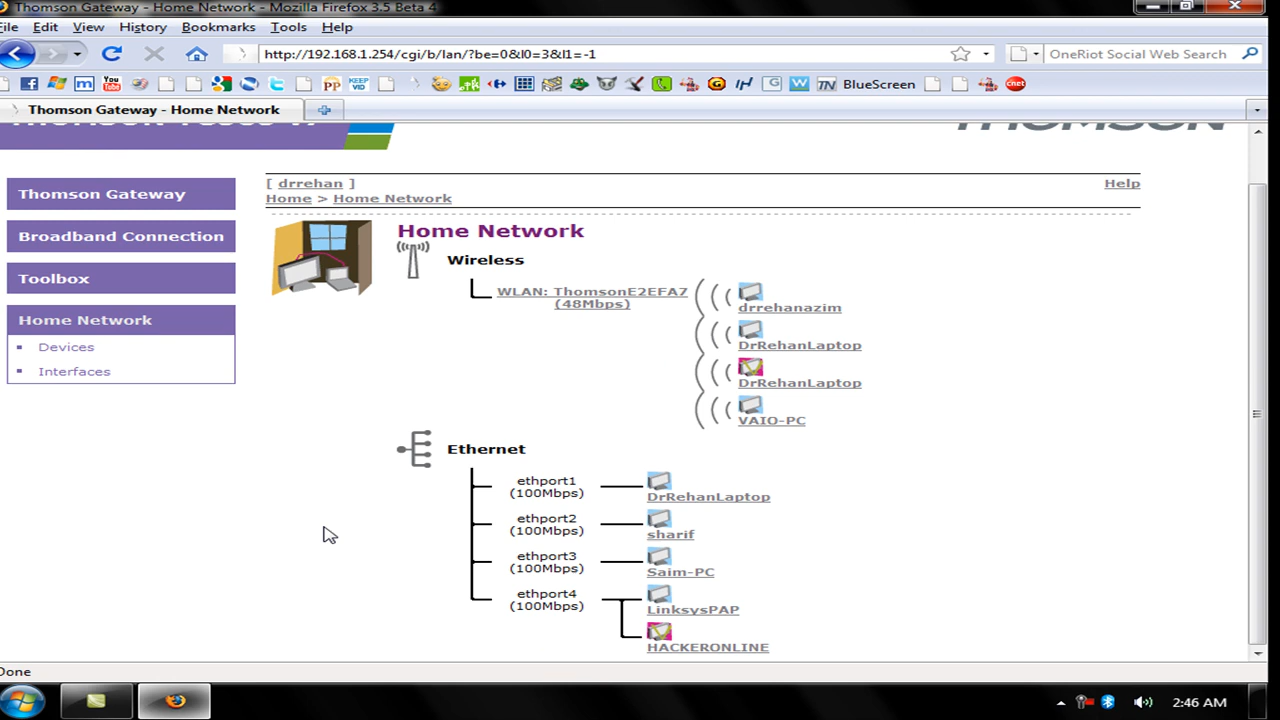 Thomson Gateway - Home Network - Mozilla Firefox 3.5 Beta 4
File Edit View History Bookmarks Tools Help
http://192.168.1.254/cgi/b/lan/?be=0&l0=3&l1=-1
OneRiot Social Web Search
BlueScreen
Thomson Gateway - Home Network
THOMSON
Thomson Gateway
Broadband Connection
Toolbox
Home Network
Devices
Interfaces
[ drrehan ]
Help
Home > Home Network
Home Network
Wireless
WLAN: ThomsonE2EFA7
(48Mbps)
drrehanazim
DrRehanLaptop
DrRehanLaptop
VAIO-PC
Ethernet
ethport1
(100Mbps)
DrRehanLaptop
ethport2
(100Mbps)
sharif
ethport3
(100Mbps)
Saim-PC
ethport4
(100Mbps)
LinksysPAP
HACKERONLINE
Done
2:46 AM